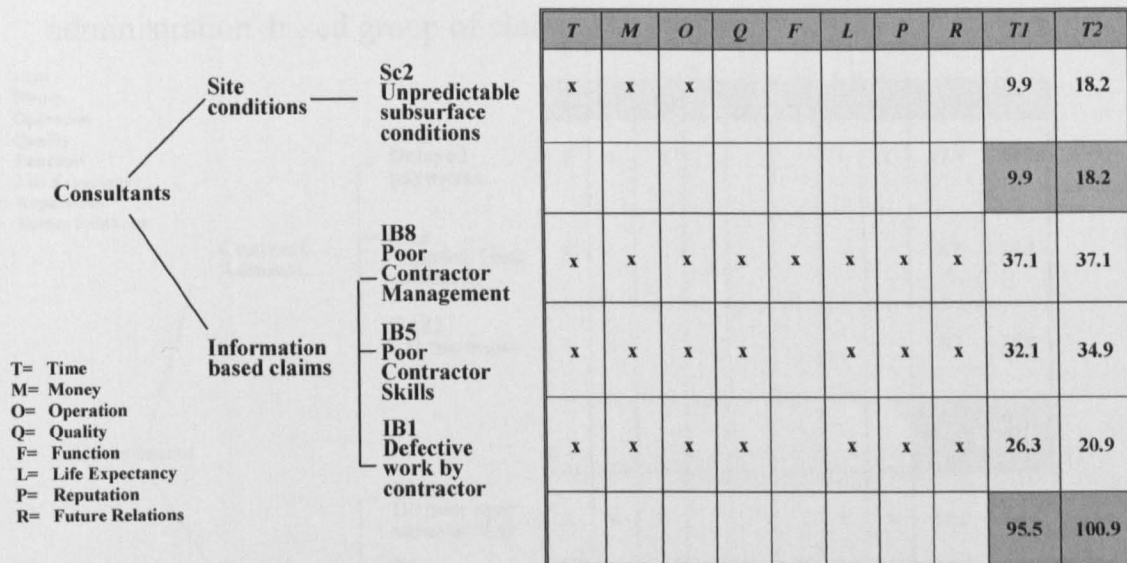 T M O Q F L P R T1 T2
Site
conditions
Sc2
Unpredictable
subsurface
conditions
x x x 9.9 18.2
9.9 18.2
Consultants
IB8
Poor
Contractor
Management
x x x x x x x x 37.1 37.1
Information
based claims
IB5
Poor
Contractor
Skills
x x x x x x x 32.1 34.9
IB1
Defective
work by
contractor
x x x x x x x 26.3 20.9
95.5 100.9
T= Time
M= Money
O= Operation
Q= Quality
F= Function
L= Life Expectancy
P= Reputation
R= Future Relations